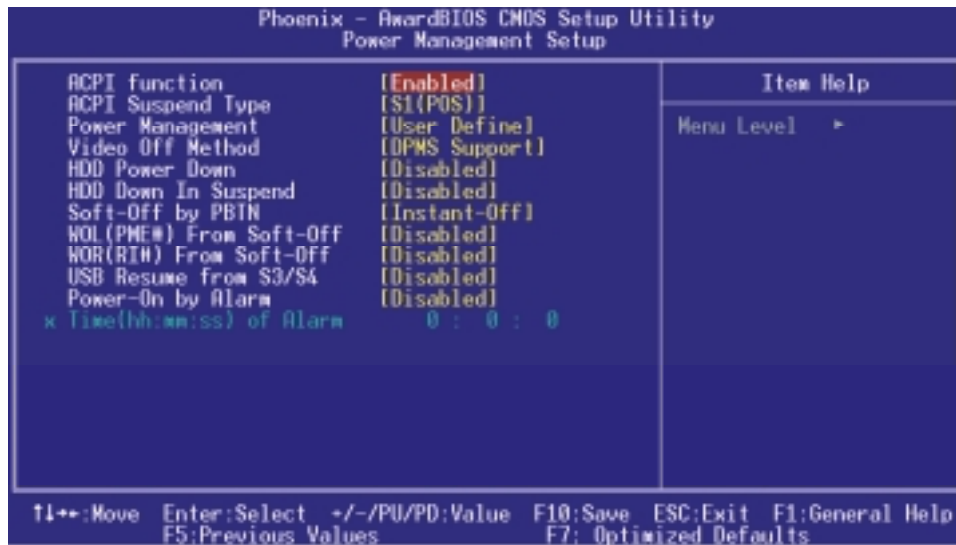 Phoenix - AwardBIOS CMOS Setup Utility
Power Management Setup
ACPI function [Enabled]
ACPI Suspend Type [S1(POS)]
Power Management [User Define]
Video Off Method [DPMS Support]
HDD Power Down [Disabled]
HDD Down In Suspend [Disabled]
Soft-Off by PBTN [Instant-Off]
WOL(PME#) From Soft-Off [Disabled]
WOR(RI#) From Soft-Off [Disabled]
USB Resume from S3/S4 [Disabled]
Power-On by Alarm [Disabled]
x Time(hh:mm:ss) of Alarm 0 : 0 : 0
Item Help
Menu Level ►
↑↓→←:Move Enter:Select +/-/PU/PD:Value F10:Save ESC:Exit F1:General Help
F5:Previous Values F7: Optimized Defaults